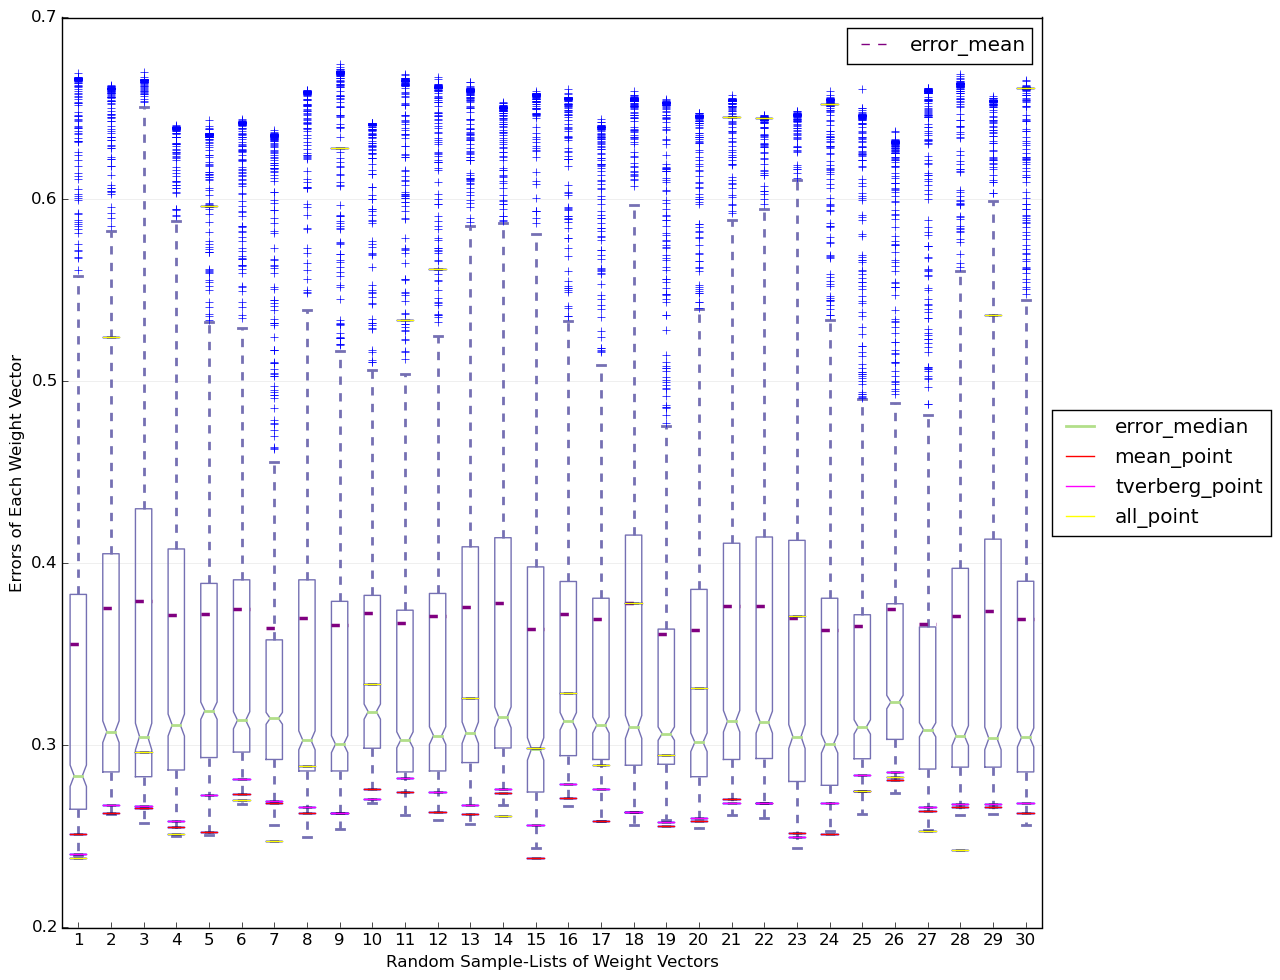 0.7
error_mean
0.6
0.5
error_median
mean_point
tverberg_point
all_point
0.4
0.3
0.2
Errors of Each Weight Vector
1 2 3 4 5 6 7 8 9 10 11 12 13 14 15 16 17 18 19 20 21 22 23 24 25 26 27 28 29 30
Random Sample-Lists of Weight Vectors